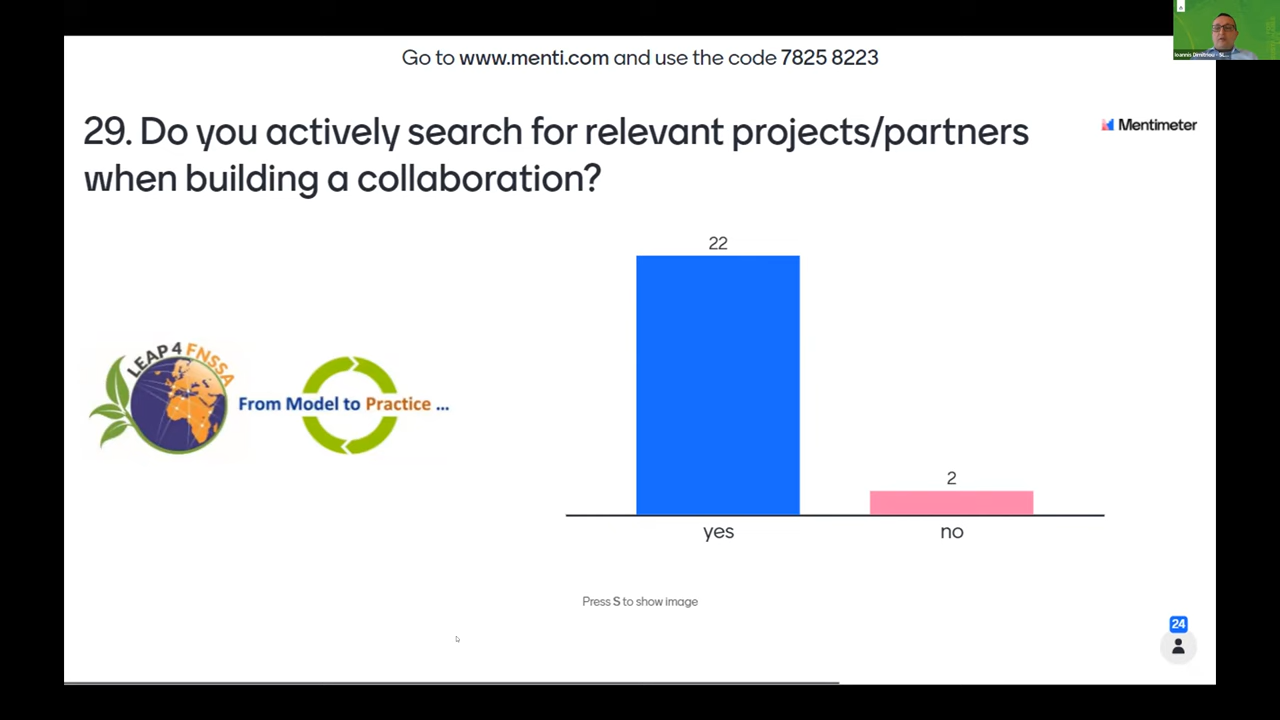 Go to www.menti.com and use the code 7825 8223
Ioannis Dimitriou
29. Do you actively search for relevant projects/partners
when building a collaboration?
Mentimeter
22
LEAP 4 FNSSA
From Model to Practice ...
2
yes
no
Press S to show image
24